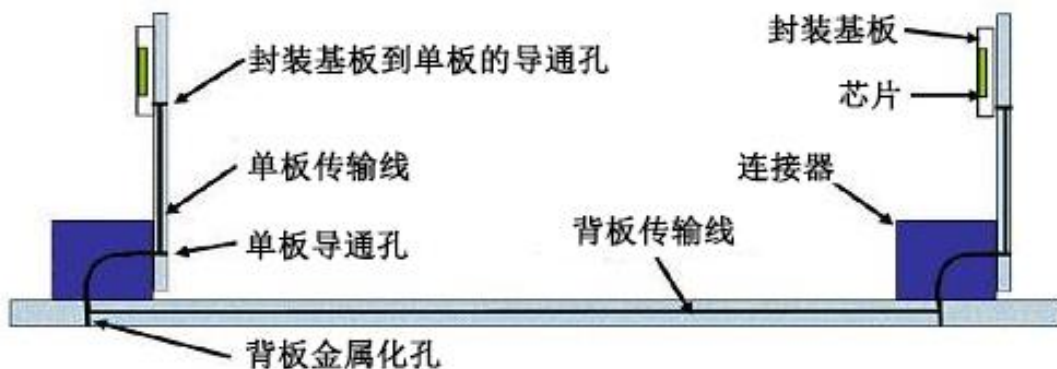 封装基板
封装基板到单板的导通孔
芯片
单板传输线
连接器
背板传输线
单板导通孔
背板金属化孔